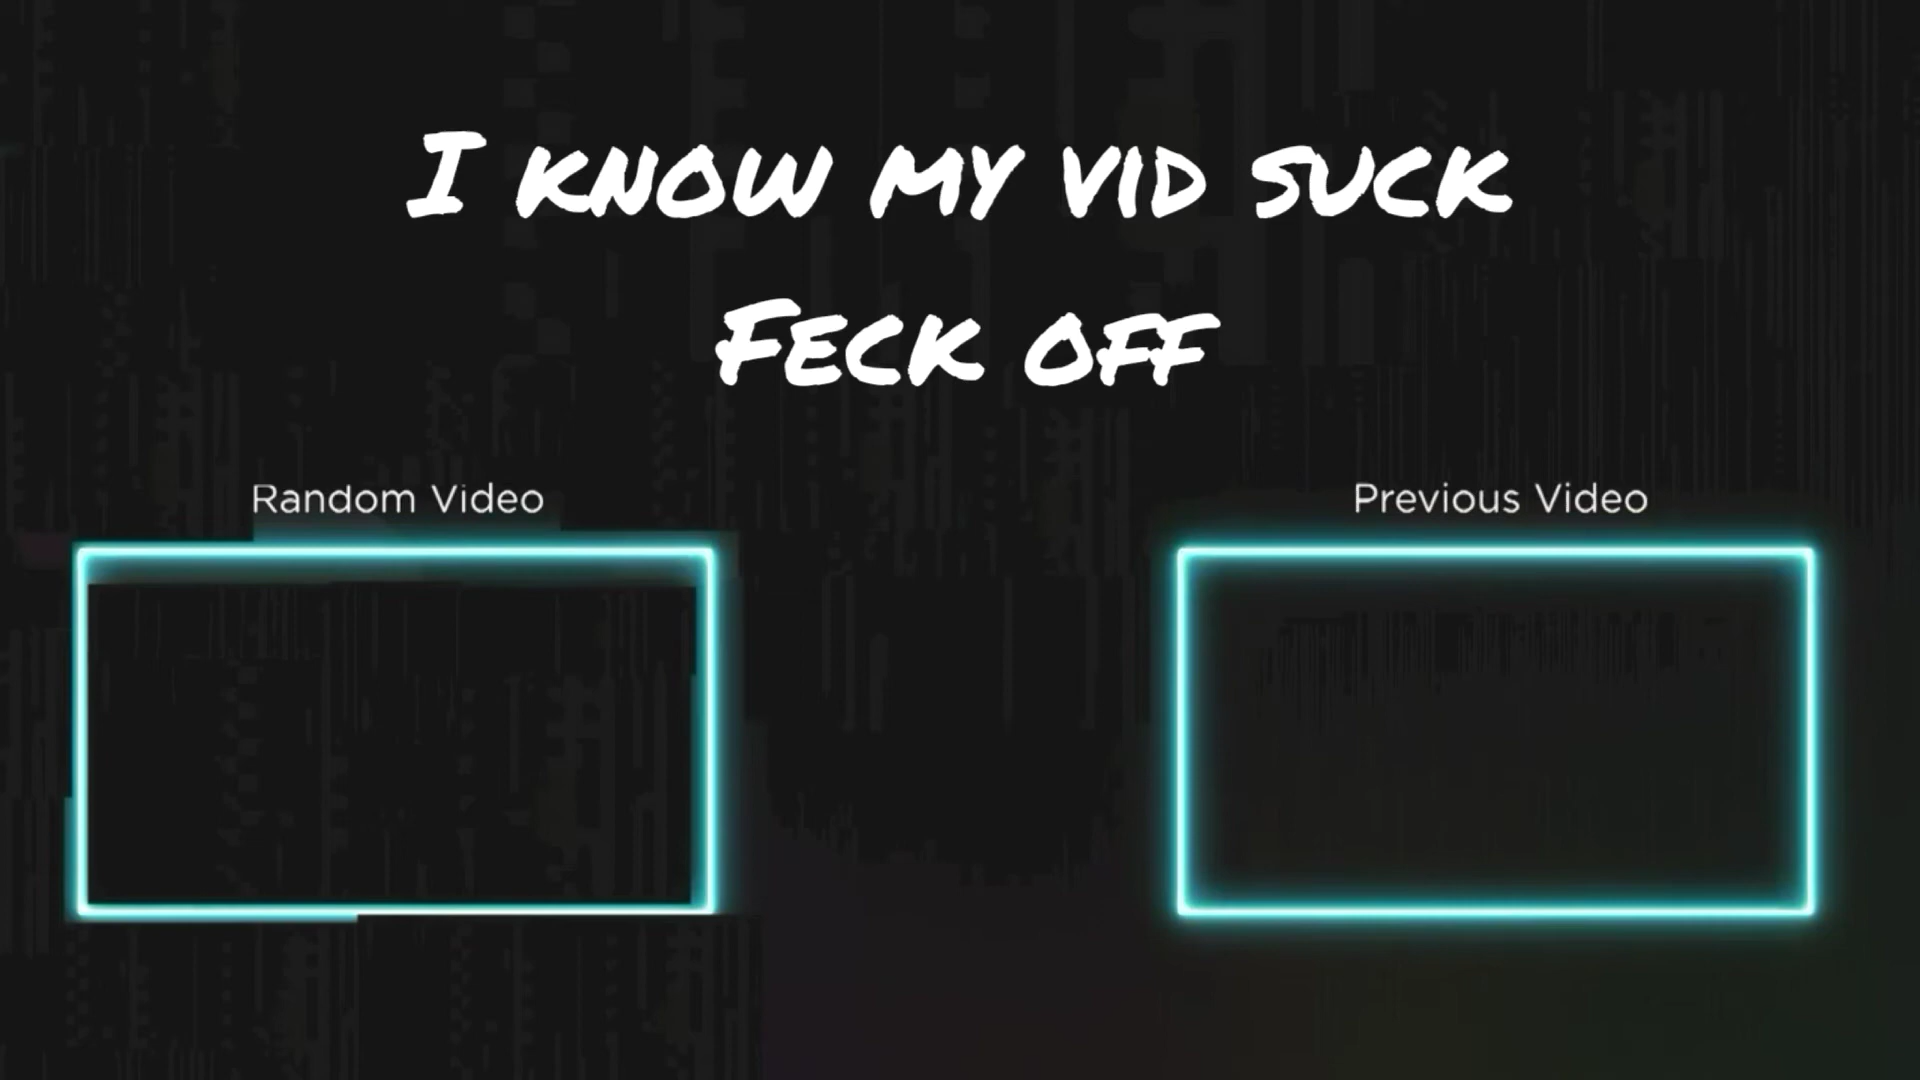 I KNOW MY VID SUCK
FECK OFF
Random Video
Previous Video